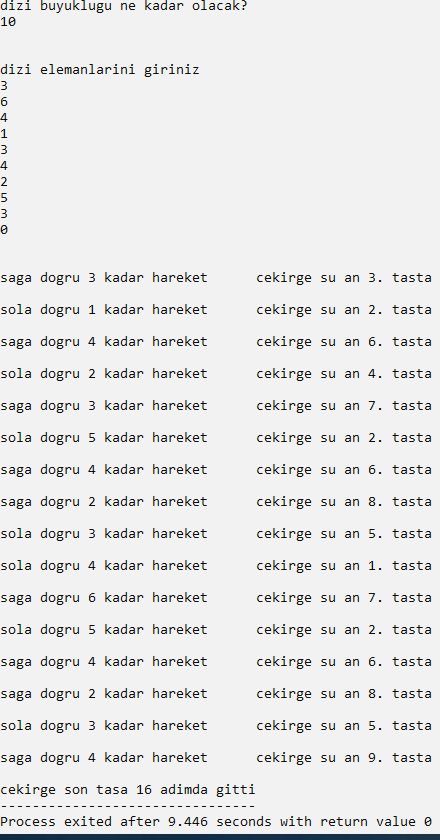 dizi buyuklugu ne kadar olacak?
10
dizi elemanlarini giriniz
3
6
4
1
3
4
2
5
3
0
saga dogru 3 kadar hareket cekirge su an 3. tasta
sola dogru 1 kadar hareket cekirge su an 2. tasta
saga dogru 4 kadar hareket cekirge su an 6. tasta
sola dogru 2 kadar hareket cekirge su an 4. tasta
saga dogru 3 kadar hareket cekirge su an 7. tasta
sola dogru 5 kadar hareket cekirge su an 2. tasta
saga dogru 4 kadar hareket cekirge su an 6. tasta
saga dogru 2 kadar hareket cekirge su an 8. tasta
sola dogru 3 kadar hareket cekirge su an 5. tasta
sola dogru 4 kadar hareket cekirge su an 1. tasta
saga dogru 6 kadar hareket cekirge su an 7. tasta
sola dogru 5 kadar hareket cekirge su an 2. tasta
saga dogru 4 kadar hareket cekirge su an 6. tasta
saga dogru 2 kadar hareket cekirge su an 8. tasta
sola dogru 3 kadar hareket cekirge su an 5. tasta
saga dogru 4 kadar hareket cekirge su an 9. tasta
cekirge son tasa 16 adimda gitti
--------------------------------
Process exited after 9.446 seconds with return value 0